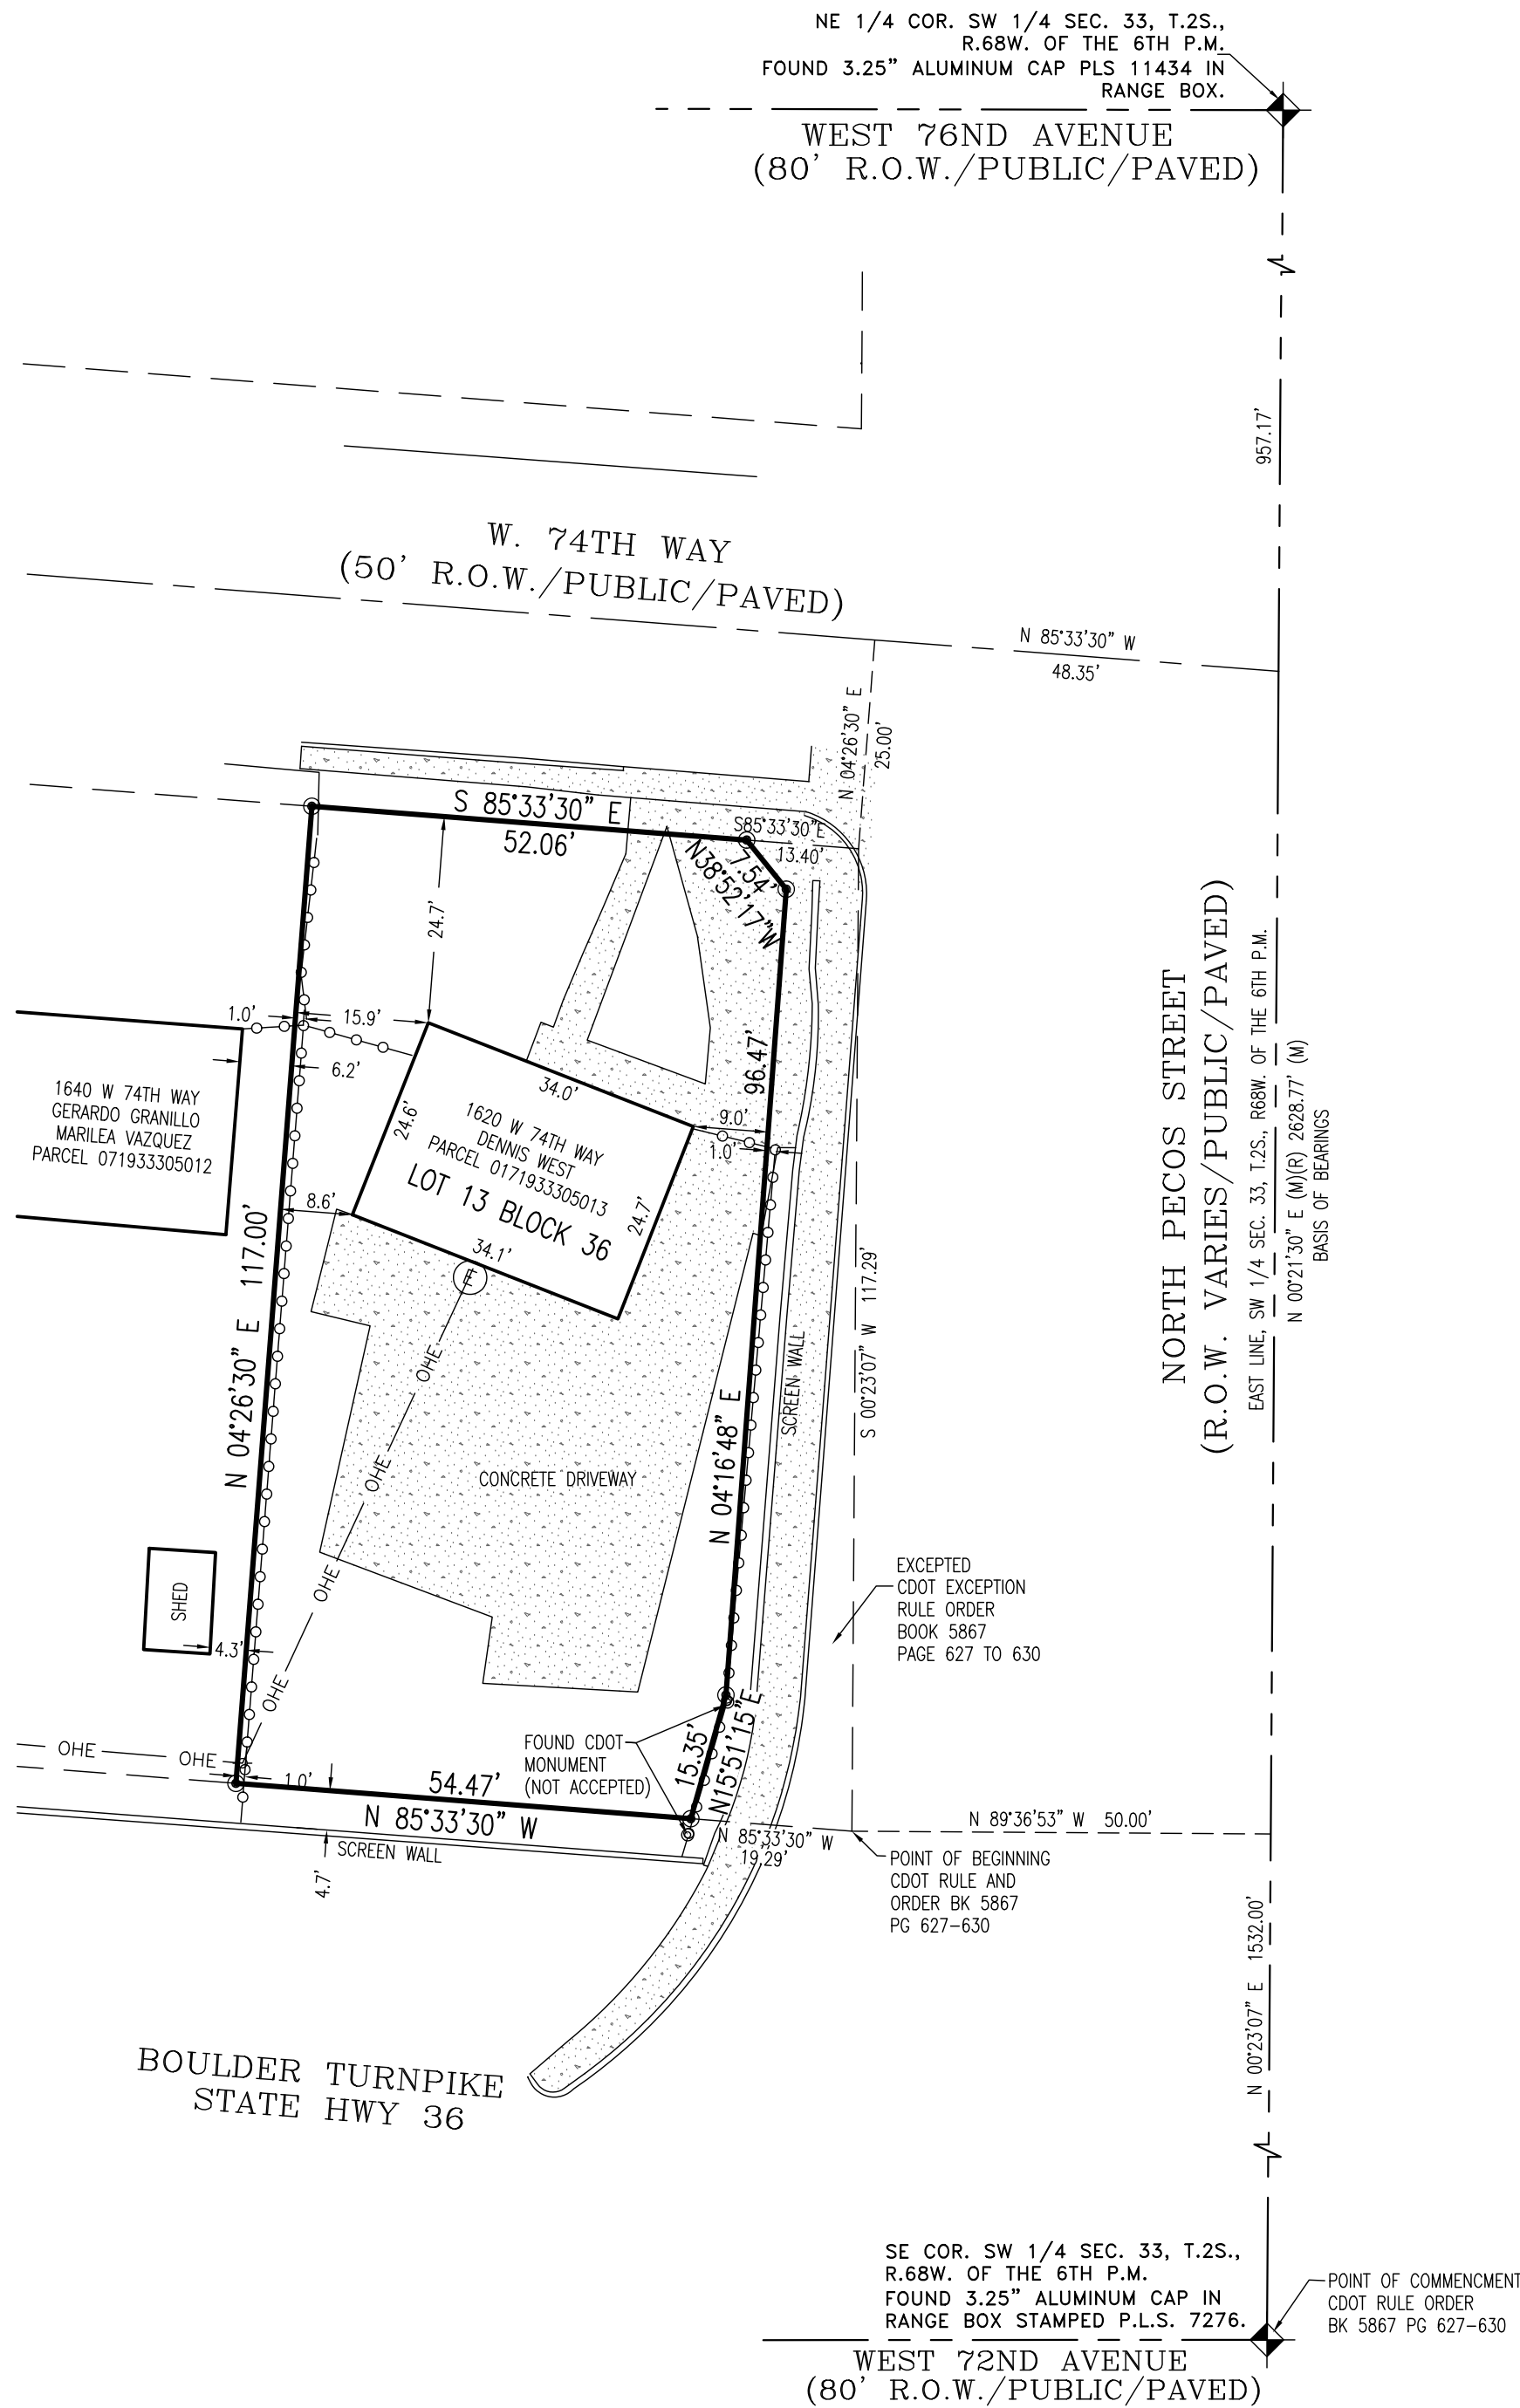 NE 1/4 COR. SW 1/4 SEC. 33, T.2S.,
R.68W. OF THE 6TH P.M.
FOUND 3.25” ALUMINUM CAP PLS 11434 IN
RANGE BOX.
WEST 76ND AVENUE
(80' R.O.W./PUBLIC/PAVED)
957.17'
W. 74TH WAY
(50' R.O.W./PUBLIC/PAVED)
N 85°33'30” W
48.35'
N 04°26'30” E
25.00'
S 85°33'30” E
52.06'
S85°33'30”E
13.40'
7.54'
N38°52'17”W
24.7'
1.0'
15.9'
6.2'
34.0'
96.47'
9.0'
1.0'
1640 W 74TH WAY
GERARDO GRANILLO
MARILEA VAZQUEZ
PARCEL 071933305012
24.6'
1620 W 74TH WAY
DENNIS WEST
PARCEL 0171933305013
LOT 13 BLOCK 36
24.7'
8.6'
34.1'
E
N 04°26'30” E 117.00'
NORTH PECOS STREET
(R.O.W. VARIES/PUBLIC/PAVED)
EAST LINE, SW 1/4 SEC. 33, T.2S., R68W. OF THE 6TH P.M.
N 00°21'30” E (M)(R) 2628.77' (M)
BASIS OF BEARINGS
S 00°23'07” W 117.29'
SCREEN WALL
N 04°16'48” E
OHE
OHE
OHE
OHE
CONCRETE DRIVEWAY
SHED
4.3'
EXCEPTED
CDOT EXCEPTION
RULE ORDER
BOOK 5867
PAGE 627 TO 630
FOUND CDOT
MONUMENT
(NOT ACCEPTED)
15.35'
N15°51'15”E
OHE
OHE
1.0'
54.47'
N 85°33'30” W
SCREEN WALL
4.7'
N 85°33'30” W
19.29'
N 89°36'53” W 50.00'
POINT OF BEGINNING
CDOT RULE AND
ORDER BK 5867
PG 627-630
N 00°23'07” E 1532.00'
BOULDER TURNPIKE
STATE HWY 36
SE COR. SW 1/4 SEC. 33, T.2S.,
R.68W. OF THE 6TH P.M.
FOUND 3.25” ALUMINUM CAP IN
RANGE BOX STAMPED P.L.S. 7276.
POINT OF COMMENCMENT
CDOT RULE ORDER
BK 5867 PG 627-630
WEST 72ND AVENUE
(80' R.O.W./PUBLIC/PAVED)